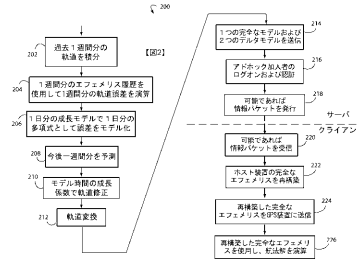 200
【図2】
202
過去1週間分の
軌道を積分
204
1週間分のエフェメリス履歴を
使用して1週間分の軌道誤差を演算
206
1日分の成長モデルで1日分の
多項式として誤差をモデル化
208
今後一週間分を予測
210
モデル時間の成長
係数で軌道修正
212
軌道変換
214
1つの完全なモデルおよび
2つのデルタモデルを送信
216
アドホック加入者の
ログオンおよび認証
218
可能であれば
情報パケットを発行
サーバ
クライアン
220
可能であれば
情報パケットを受信
222
ホスト装置の完全な
エフェメリスを再構築
224
再構築した完全な
エフェメリスをGPS装置に送信
226
再構築した完全なエフェメリス
を使用し、航法解を演算